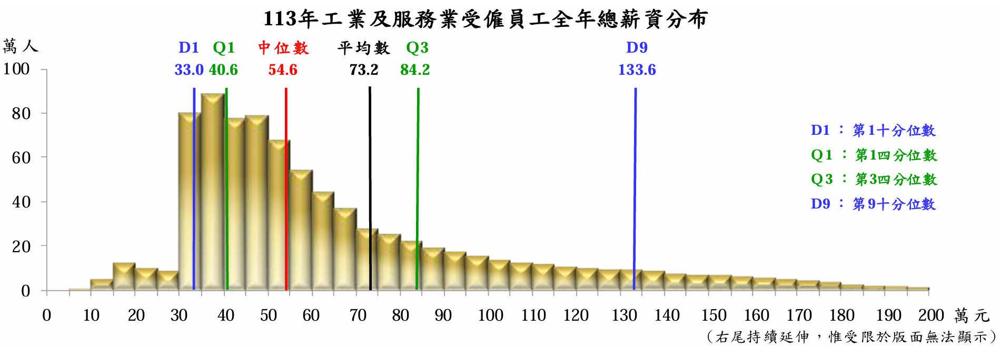 113年工業及服務業受僱員工全年總薪資分布
萬人
D1 Q1 中位數 平均數 Q3 D9
33.0 40.6 54.6 73.2 84.2 133.6
100
80
60
40
20
0
D1：第1十分位數
Q1：第1四分位數
Q3：第3四分位數
D9：第9十分位數
0 10 20 30 40 50 60 70 80 90 100 110 120 130 140 150 160 170 180 190 200 萬元
（右尾持續延伸，惟受限於版面無法顯示）